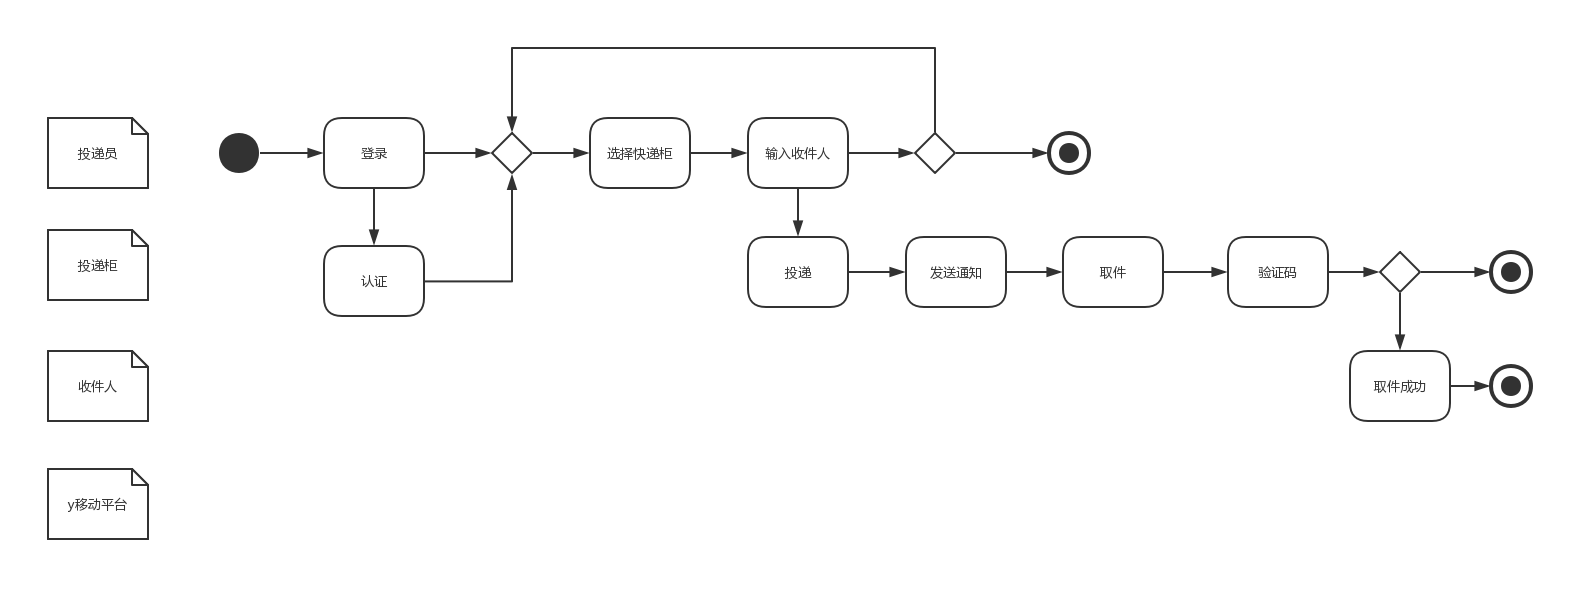 投递员
登录
选择快递柜
输入收件人
投递柜
认证
投递
发送通知
取件
验证码
收件人
取件成功
y移动平台